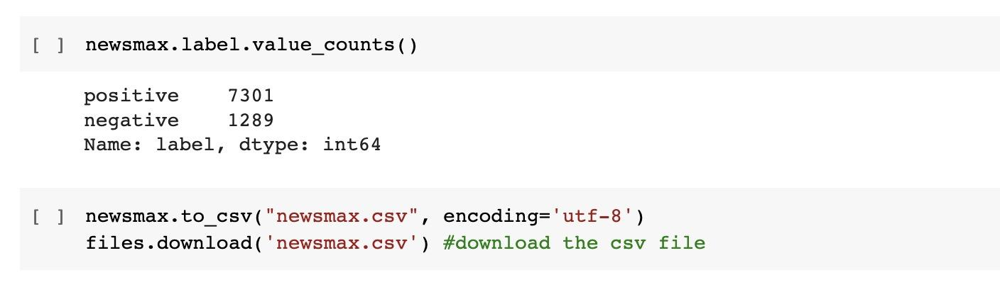 [ ] newsmax.label.value_counts()
positive    7301
negative    1289
Name: label, dtype: int64
[ ] newsmax.to_csv("newsmax.csv", encoding='utf-8')
files.download('newsmax.csv') #download the csv file